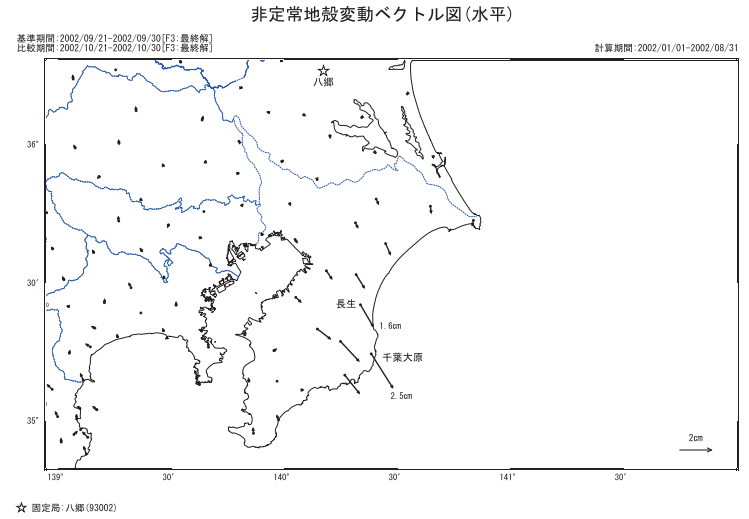 非定常地殻変動ベクトル図(水平)
基準期間:2002/09/21-2002/09/30[F3:最終解]
比較期間:2002/10/21-2002/10/30[F3:最終解]
計算期間:2002/01/01-2002/08/31
八郷
36°
30′
長生
1.6cm
千葉大原
2.5cm
35°
2cm
139° 30′ 140° 30′ 141° 30′
☆ 固定局:八郷(93002)